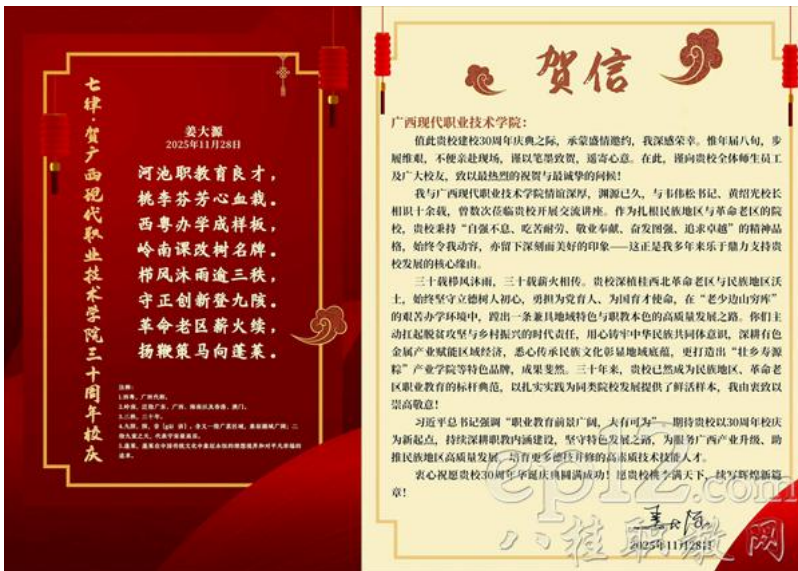 七律·贺广西现代职业技术学院三十周年校庆
姜大源
2025年11月28日
河池职教育良才，
桃李芬芳心血栽。
西粤办学成样板，
岭南课改树名牌。
栉风沐雨逾三秩，
守正创新登九陔。
革命老区薪火续，
扬鞭策马向蓬莱。
注释：
1.西粤，广西代称。
3.三秩，三十年。
贺信
广西现代职业技术学院：
值此贵校建校30周年庆典之际，承蒙盛情邀约，我深感荣幸。惟年届八旬，步
履维艰，不便亲赴现场，谨以笔墨致贺，遥寄心意。在此，谨向贵校全体师生员工
及广大校友，致以最热烈的祝贺与最诚挚的问候！
我与广西现代职业技术学院情谊深厚，渊源已久，与韦伟松书记、黄绍光校长
相识十余载，曾数次莅临贵校开展交流讲座。作为扎根民族地区与革命老区的院
校，贵校秉持“自强不息、吃苦耐劳、敬业奉献、奋发图强、追求卓越”的精神品
格，始终令我动容，亦留下深刻而美好的印象——这正是我多年来乐于鼎力支持贵
校发展的核心缘由。
三十载栉风沐雨，三十载薪火相传。贵校深植桂西北革命老区与民族地区沃
土，始终坚守立德树人初心，勇担为党育人、为国育才使命，在“老少边山穷库”
的艰苦办学环境中，蹚出一条兼具地域特色与职教本色的高质量发展之路。你们主
动扛起脱贫攻坚与乡村振兴的时代责任，用心铸牢中华民族共同体意识，深耕有色
金属产业赋能区域经济，悉心传承民族文化彰显地域底蕴，更打造出“壮乡寿源
粽”产业学院等特色品牌，成果斐然。三十年来，贵校已然成为民族地区、革命老
区职业教育的标杆典范，以扎实实践为同类院校发展提供了鲜活样本，我由衷致以
崇高敬意！
习近平总书记强调“职业教育前景广阔、大有可为”，期待贵校以30周年校庆
为新起点，持续深耕职教内涵建设，坚守特色发展之路，为服务广西产业升级、助
推民族地区高质量发展，培育更多德技并修的高素质技术技能人才。
衷心祝愿贵校30周年华诞庆典圆满成功！愿贵校桃李满天下，续写辉煌新篇
章！
姜大源
2025年11月28日
八桂职教网